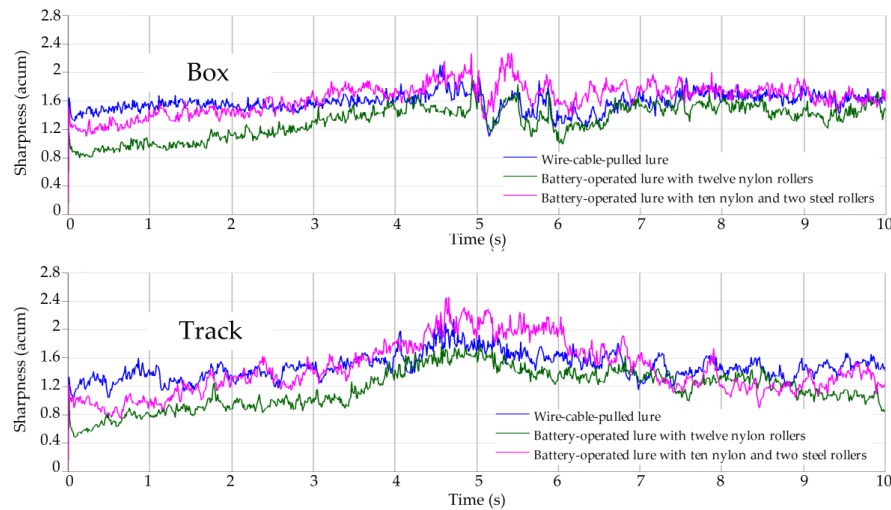 2.8
2.4
2
1.6
1.2
0.8
0.4
0
Sharpness (acum)
Box
Wire-cable-pulled lure
Battery-operated lure with twelve nylon rollers
Battery-operated lure with ten nylon and two steel rollers
0 1 2 3 4 5 6 7 8 9 10
Time (s)
2.8
2.4
2
1.6
1.2
0.8
0.4
0
Sharpness (acum)
Track
Wire-cable-pulled lure
Battery-operated lure with twelve nylon rollers
Battery-operated lure with ten nylon and two steel rollers
0 1 2 3 4 5 6 7 8 9 10
Time (s)